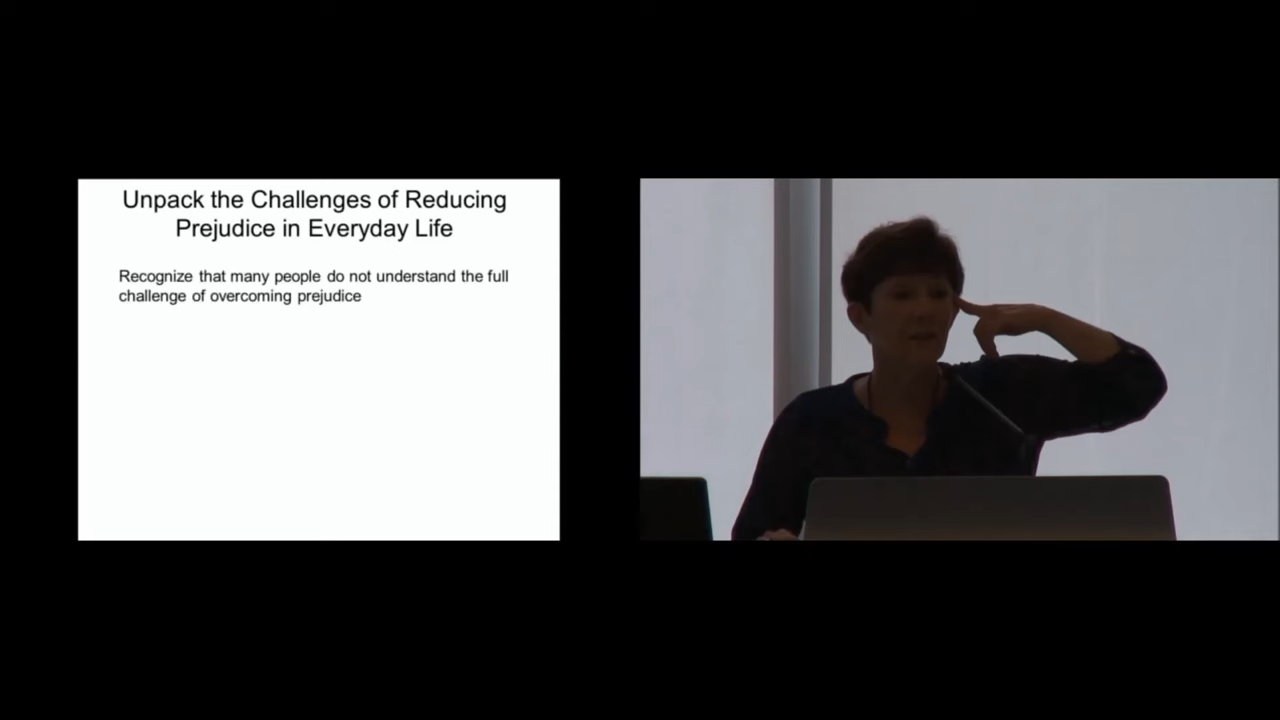 Unpack the Challenges of Reducing
Prejudice in Everyday Life
Recognize that many people do not understand the full
challenge of overcoming prejudice